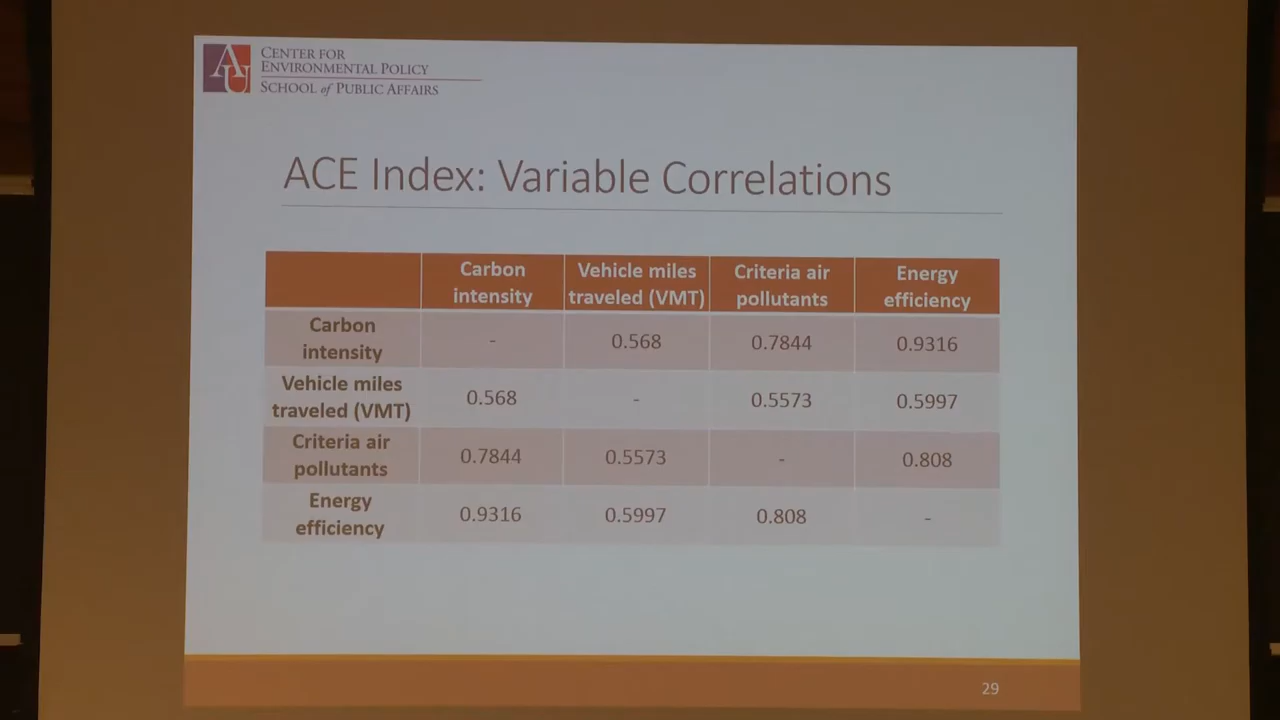 AU
CENTER FOR
ENVIRONMENTAL POLICY
SCHOOL of PUBLIC AFFAIRS
ACE Index: Variable Correlations
Carbon
intensity
Vehicle miles
traveled (VMT)
Criteria air
pollutants
Energy
efficiency
Carbon
intensity
-
0.568
0.7844
0.9316
Vehicle miles
traveled (VMT)
0.568
-
0.5573
0.5997
Criteria air
pollutants
0.7844
0.5573
-
0.808
Energy
efficiency
0.9316
0.5997
0.808
-
29